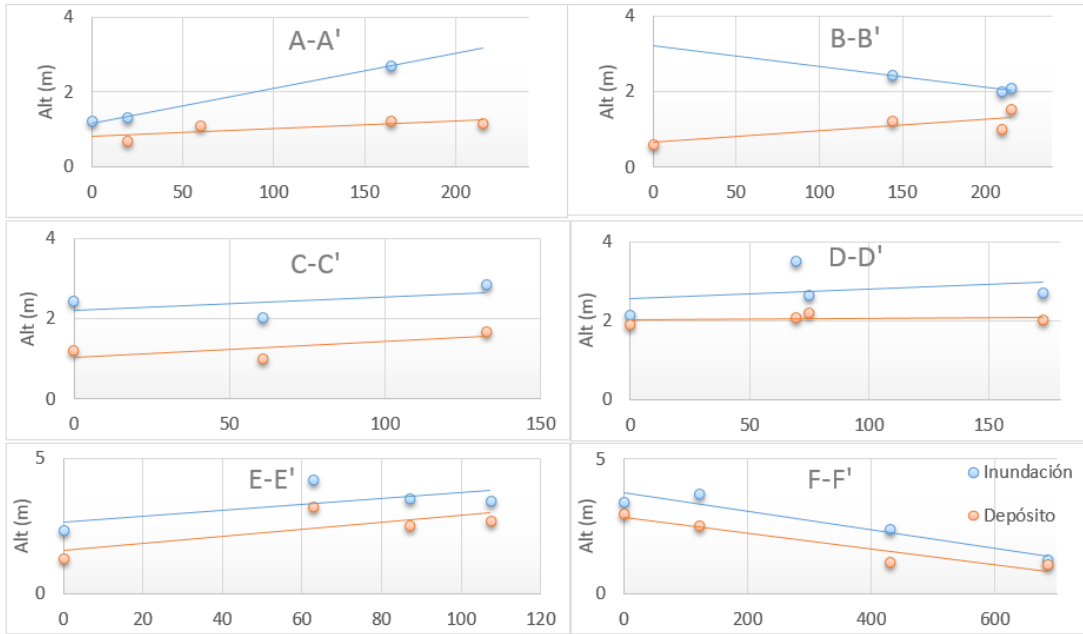 A-A'
Alt (m)
4
2
0
0 50 100 150 200
B-B'
Alt (m)
4
2
0
0 50 100 150 200
C-C'
Alt (m)
4
2
0
0 50 100 150
D-D'
Alt (m)
4
2
0
0 50 100 150
E-E'
Alt (m)
5
0
0 20 40 60 80 100 120
F-F'
Alt (m)
5
0
0 200 400 600
Inundación
Depósito